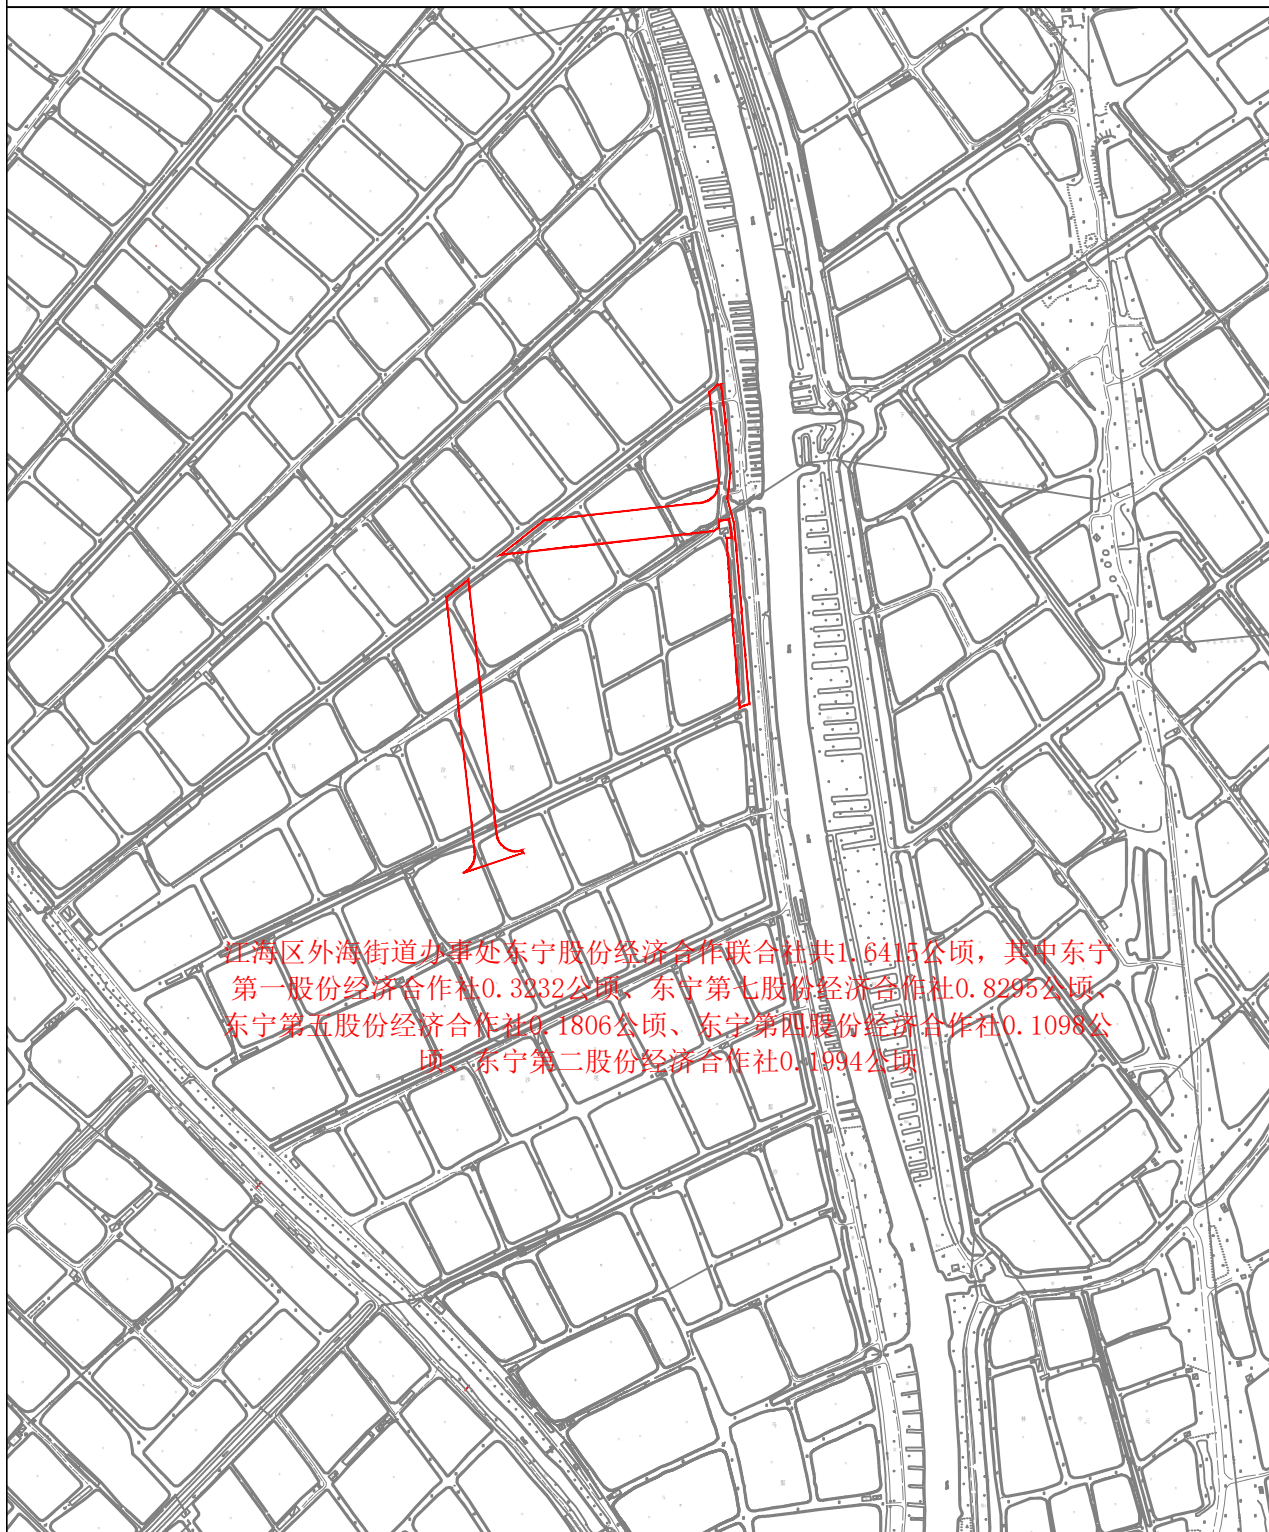 江海区外海街道办事处东宁股份经济合作联合社共1.6415公顷，其中东宁
第一股份经济合作社0.3232公顷、东宁第七股份经济合作社0.8295公顷、
东宁第五股份经济合作社0.1806公顷、东宁第四股份经济合作社0.1098公
顷、东宁第二股份经济合作社0.1994公顷